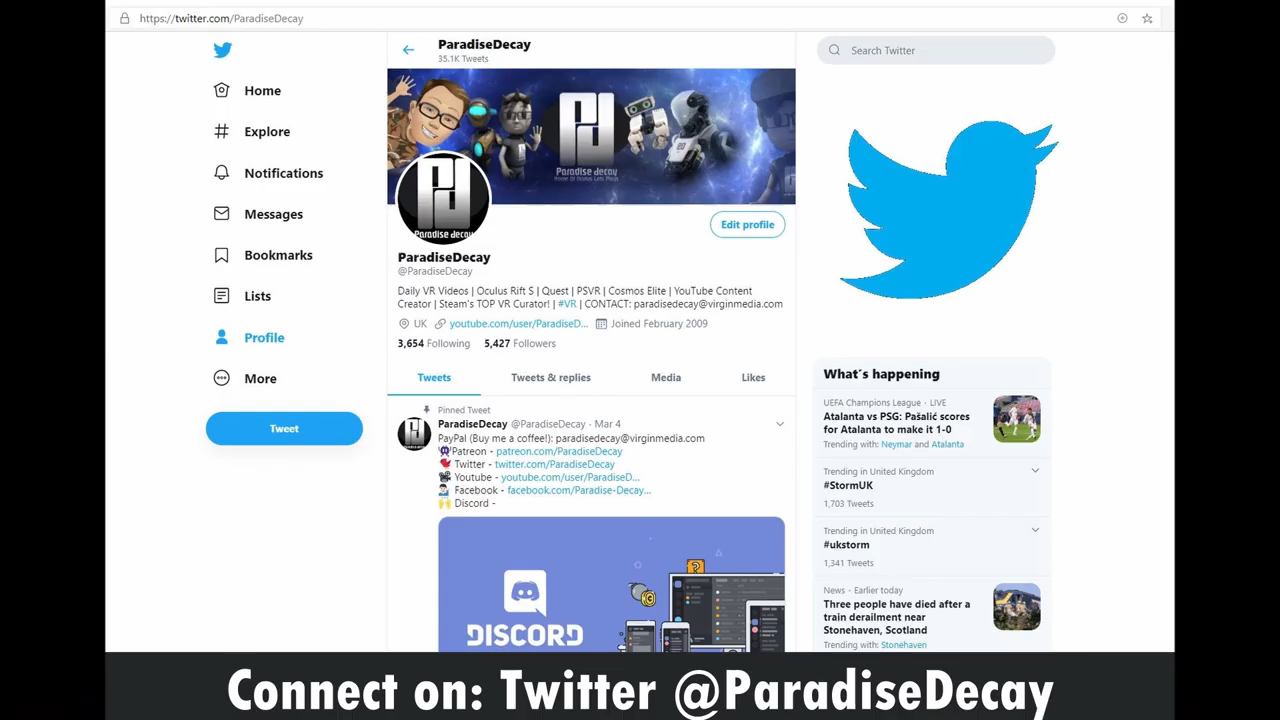 https://twitter.com/ParadiseDecay
ParadiseDecay
35.1K Tweets
Search Twitter
Home
Explore
Notifications
Messages
Bookmarks
Lists
Profile
More
Tweet
Pd
Paradise decay
Pd
Paradise decay
Edit profile
ParadiseDecay
@ParadiseDecay
Daily VR Videos | Oculus Rift S | Quest | PSVR | Cosmos Elite | YouTube Content
Creator | Steam's TOP VR Curator! | #VR | CONTACT: paradisedecay@virginmedia.com
UK youtube.com/user/ParadiseD... Joined February 2009
3,654 Following 5,427 Followers
Tweets Tweets & replies Media Likes
Pinned Tweet
ParadiseDecay @ParadiseDecay · Mar 4
PayPal (Buy me a coffee!): paradisedecay@virginmedia.com
Patreon - patreon.com/ParadiseDecay
Twitter - twitter.com/ParadiseDecay
Youtube - youtube.com/user/ParadiseD...
Facebook - facebook.com/Paradise-Decay...
Discord -
DISCORD
What's happening
UEFA Champions League · LIVE
Atalanta vs PSG: Pašalić scores
for Atalanta to make it 1-0
Trending with: Neymar and Atalanta
Trending in United Kingdom
#StormUK
1,703 Tweets
Trending in United Kingdom
#ukstorm
1,341 Tweets
News · Earlier today
Three people have died after a
train derailment near
Stonehaven, Scotland
Trending with: Stonehaven
Connect on: Twitter @ParadiseDecay